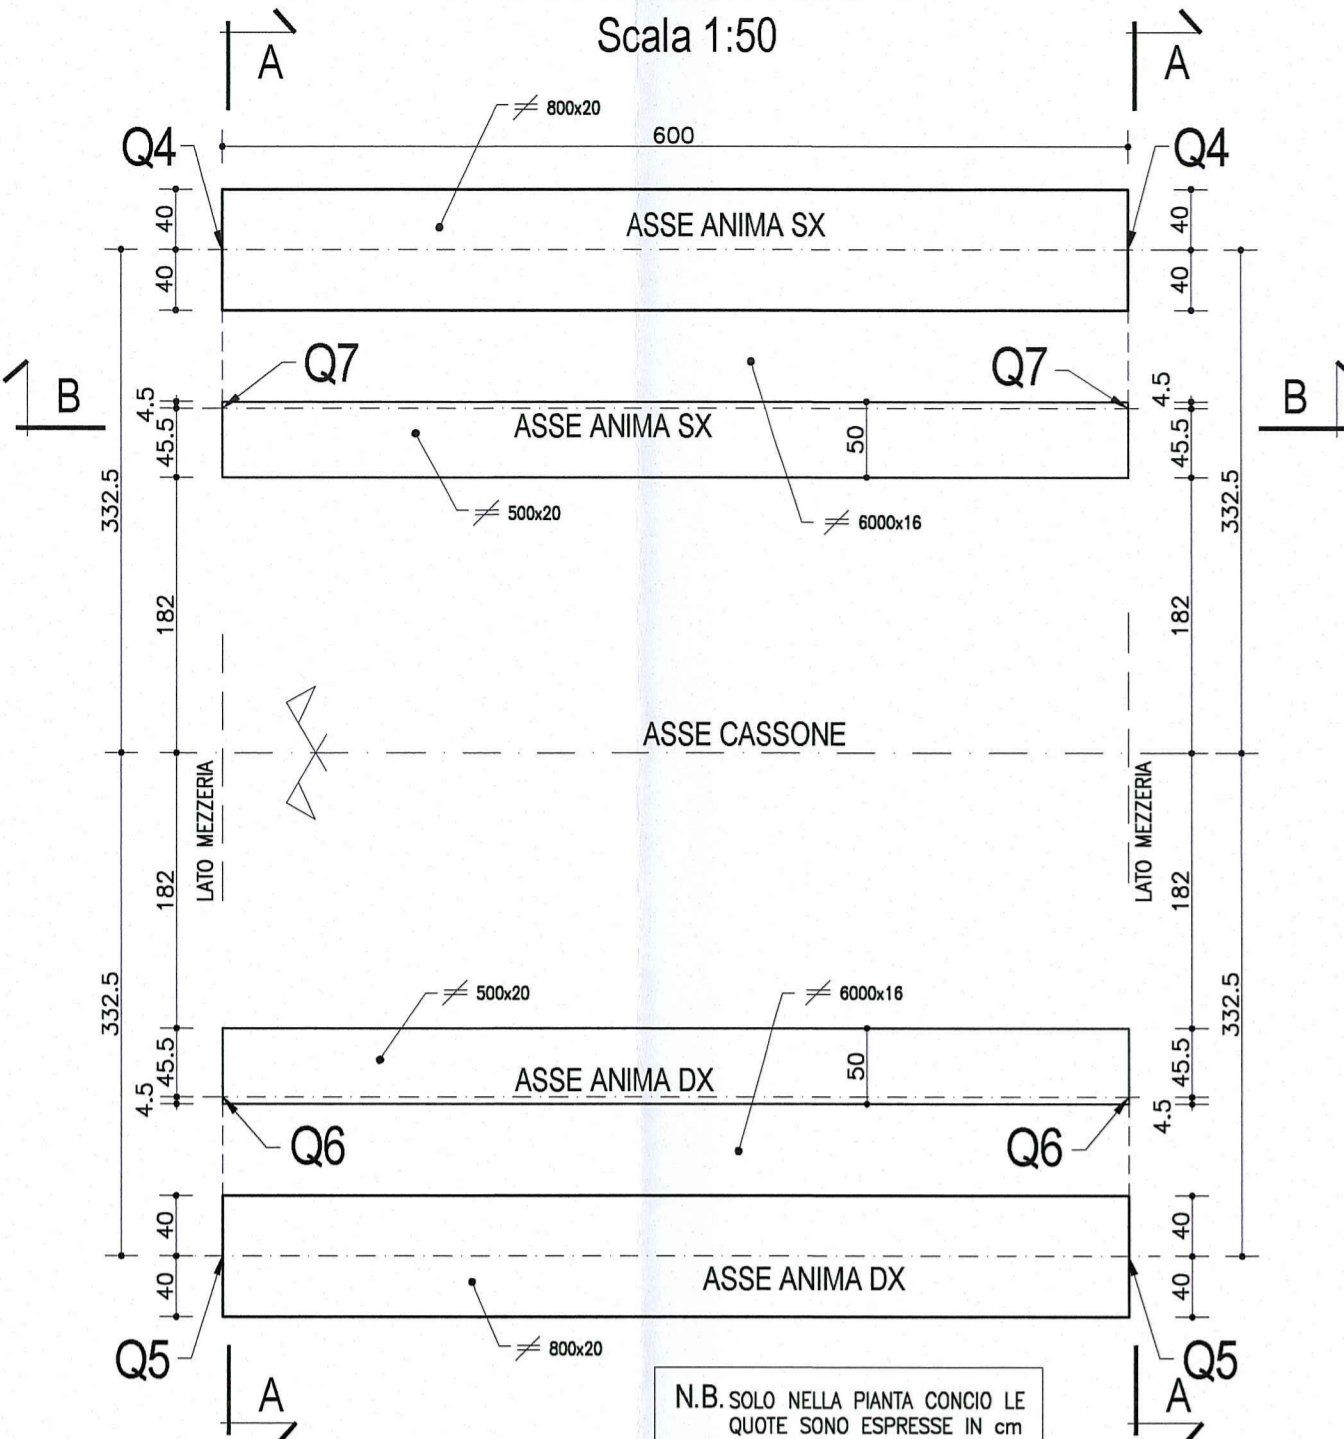 Scala 1:50
A
A
800x20
600
Q4
Q4
40
ASSE ANIMA SX
40
40
40
Q7
Q7
B
B
4.5
4.5
ASSE ANIMA SX
45.5
50
45.5
332.5
332.5
500x20
6000x16
182
182
ASSE CASSONE
LATO MEZZERIA
LATO MEZZERIA
182
182
332.5
332.5
500x20
6000x16
45.5
50
45.5
ASSE ANIMA DX
4.5
4.5
Q6
Q6
40
40
ASSE ANIMA DX
40
40
800x20
Q5
Q5
A
A
N.B. SOLO NELLA PIANTA CONCIO LE
QUOTE SONO ESPRESSE IN cm